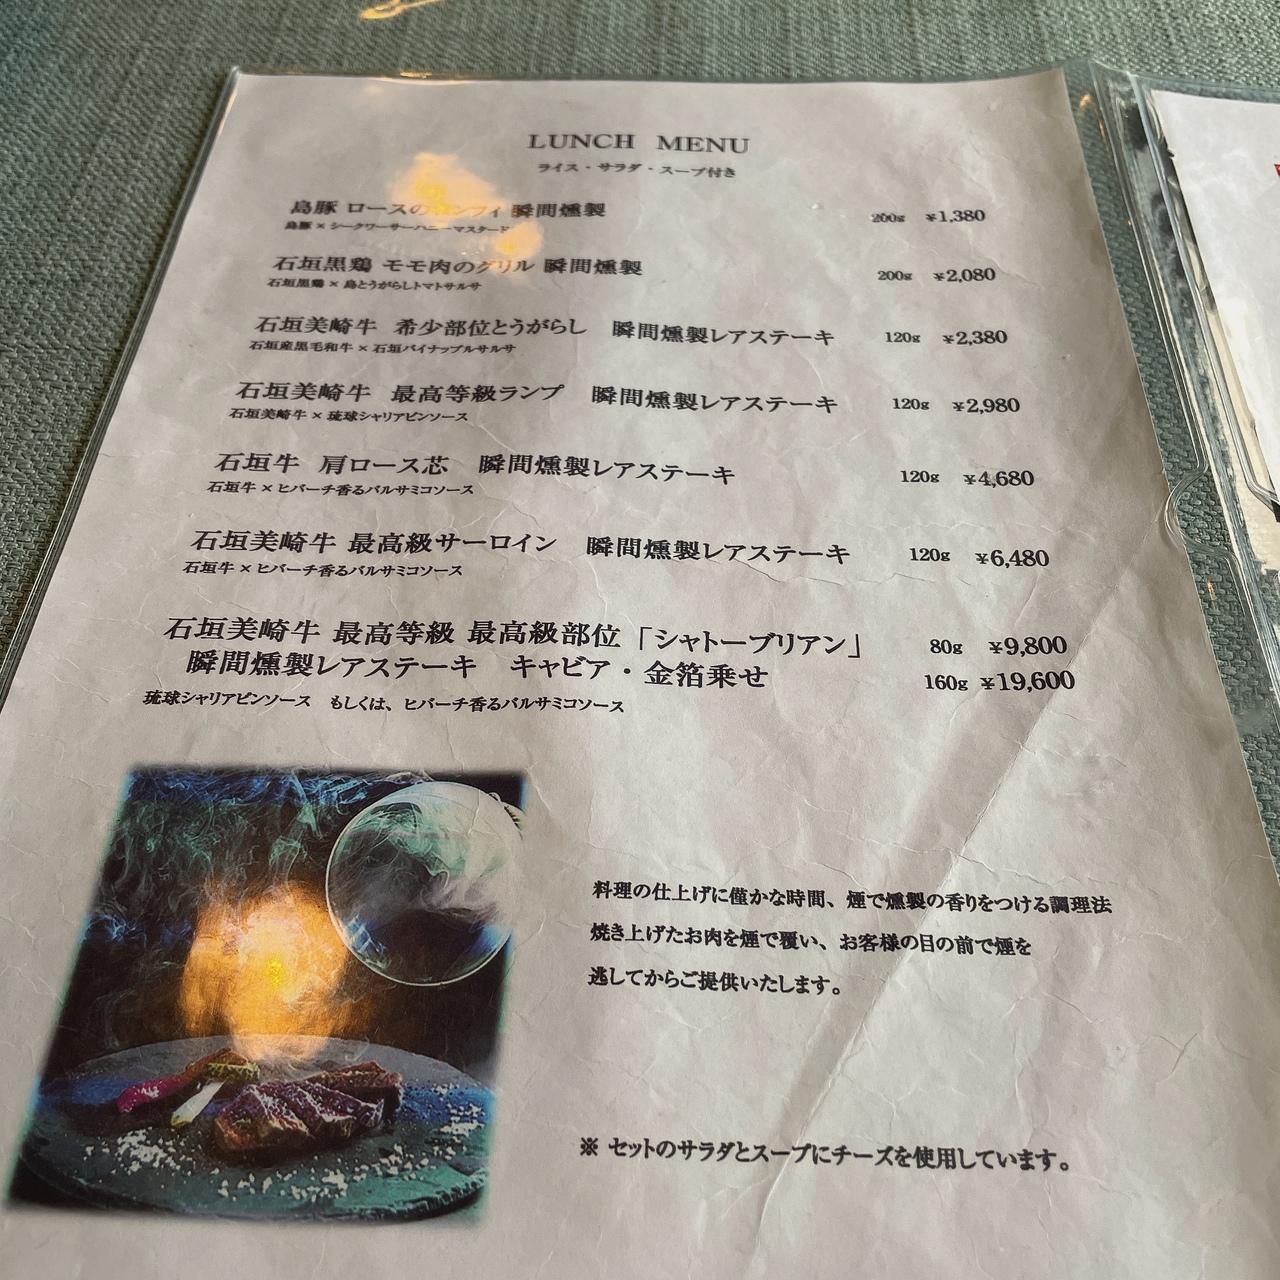 LUNCH MENU
ライス・サラダ・スープ付き
島豚 ロースのコンフィ 瞬間燻製 200g ¥1,380
島豚 × シークワーサーハニーマスタード
石垣黒鶏 モモ肉のグリル 瞬間燻製 200g ¥2,080
石垣黒鶏 × 島とうがらしトマトサルサ
石垣美崎牛 希少部位とうがらし 瞬間燻製レアステーキ 120g ¥2,380
石垣産黒毛和牛 × 石垣パイナップルサルサ
石垣美崎牛 最高等級ランプ 瞬間燻製レアステーキ 120g ¥2,980
石垣美崎牛 × 琉球シャリアピンソース
石垣牛 肩ロース芯 瞬間燻製レアステーキ 120g ¥4,680
石垣牛 × ヒバーチ香るバルサミコソース
石垣美崎牛 最高級サーロイン 瞬間燻製レアステーキ 120g ¥6,480
石垣牛 × ヒバーチ香るバルサミコソース
石垣美崎牛 最高等級 最高級部位「シャトーブリアン」 80g ¥9,800
瞬間燻製レアステーキ キャビア・金箔乗せ 160g ¥19,600
琉球シャリアピンソース もしくは、ヒバーチ香るバルサミコソース
料理の仕上げに僅かな時間、煙で燻製の香りをつける調理法
焼き上げたお肉を煙で覆い、お客様の目の前で煙を
逃してからご提供いたします。
※ セットのサラダとスープにチーズを使用しています。